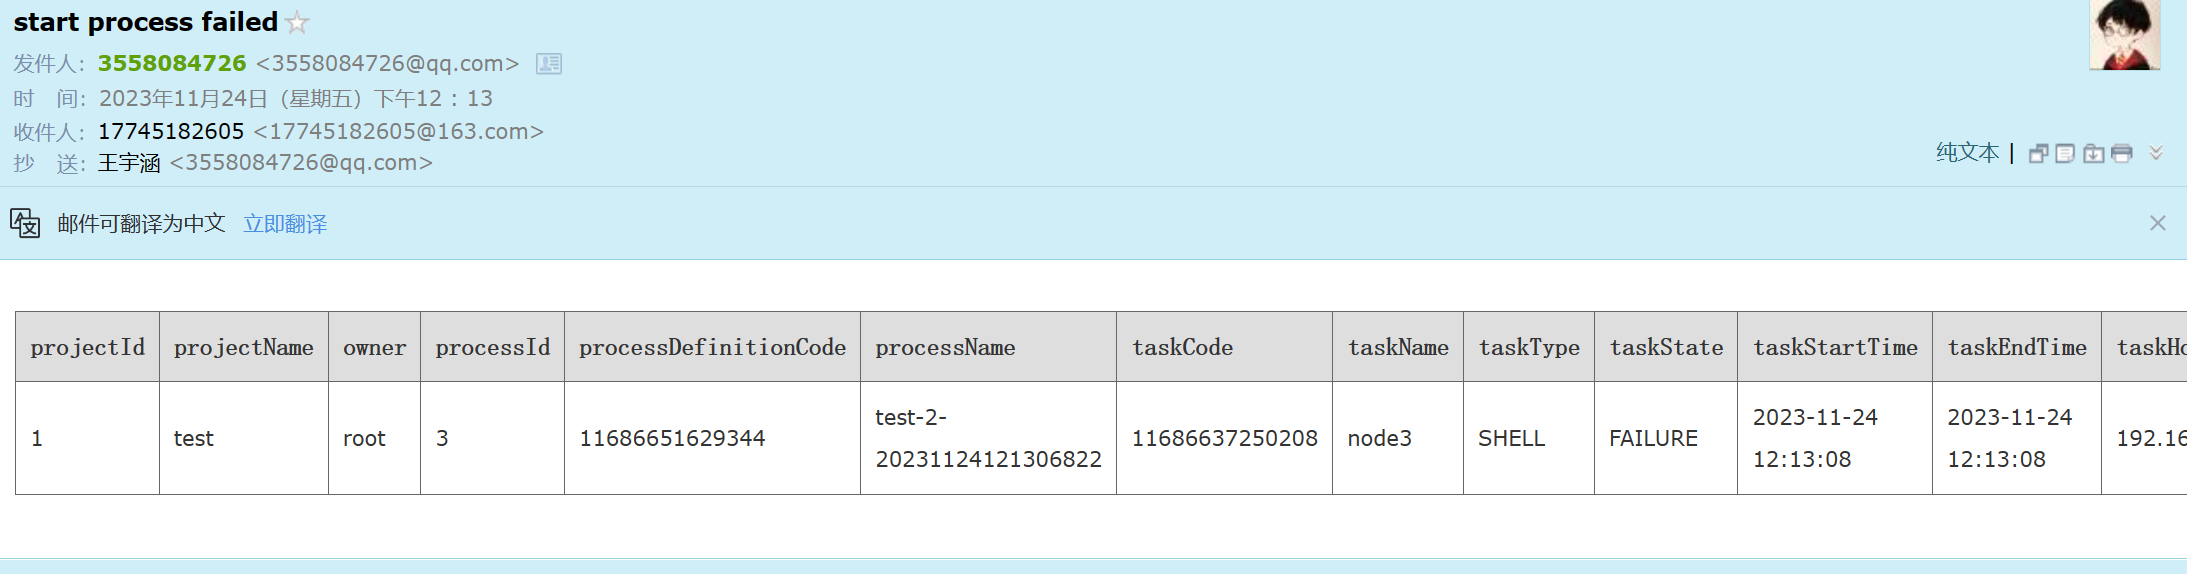 start process failed
发件人：3558084726 <3558084726@qq.com>
时 间：2023年11月24日（星期五）下午12：13
收件人：17745182605 <17745182605@163.com>
抄 送：王宇涵 <3558084726@qq.com>
纯文本 |
邮件可翻译为中文 立即翻译
projectId projectName owner processId processDefinitionCode processName taskCode taskName taskType taskState taskStartTime taskEndTime
1 test root 3 11686651629344 test-2-20231124121306822 11686637250208 node3 SHELL FAILURE 2023-11-24 12:13:08 2023-11-24 12:13:08 192.16